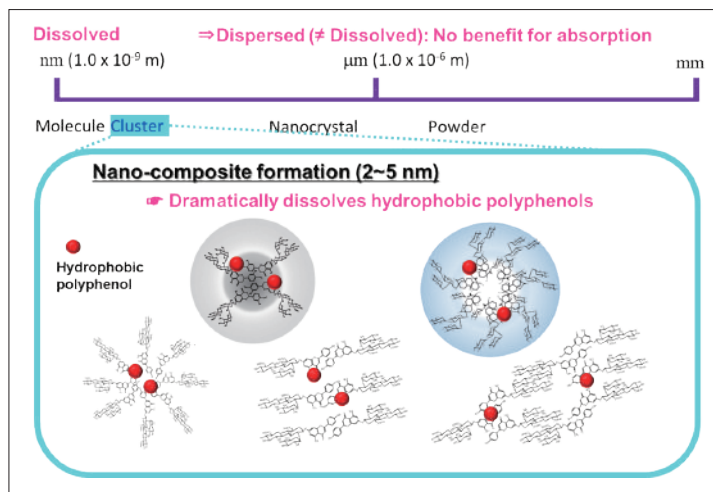 Dissolved ⇒Dispersed (≠ Dissolved): No benefit for absorption
nm (1.0 x 10⁻⁹ m) μm (1.0 x 10⁻⁶ m) mm
Molecule Cluster Nanocrystal Powder
Nano-composite formation (2~5 nm)
☛ Dramatically dissolves hydrophobic polyphenols
Hydrophobic
polyphenol